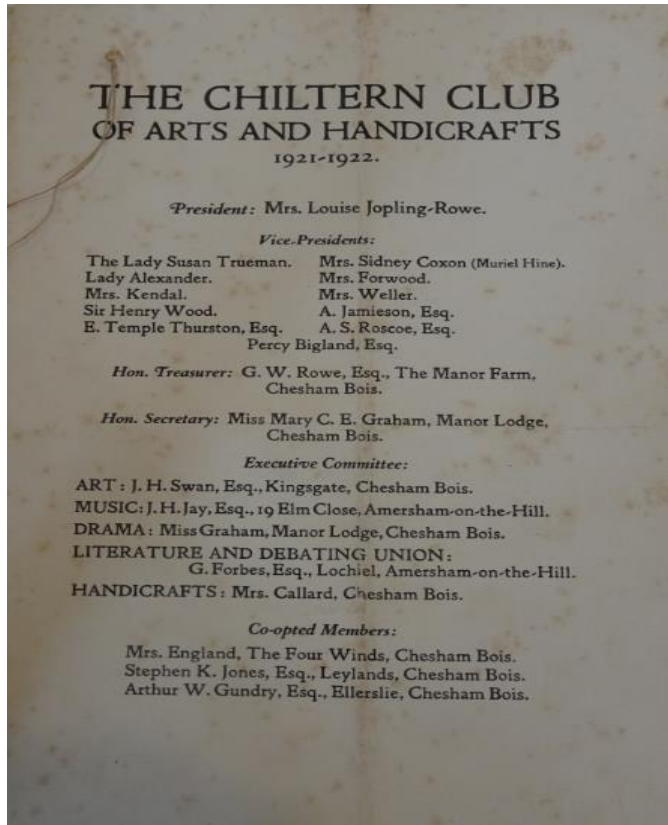 THE CHILTERN CLUB
OF ARTS AND HANDICRAFTS
1921-1922.
President: Mrs. Louise Jopling-Rowe.
Vice-Presidents:
The Lady Susan Trueman. Mrs. Sidney Coxon (Muriel Hine).
Lady Alexander. Mrs. Forwood.
Mrs. Kendal. Mrs. Weller.
Sir Henry Wood. A. Jamieson, Esq.
E. Temple Thurston, Esq. A. S. Roscoe, Esq.
Percy Bigland, Esq.
Hon. Treasurer: G. W. Rowe, Esq., The Manor Farm,
Chesham Bois.
Hon. Secretary: Miss Mary C. E. Graham, Manor Lodge,
Chesham Bois.
Executive Committee:
ART: J. H. Swan, Esq., Kingsgate, Chesham Bois.
MUSIC: J. H. Jay, Esq., 19 Elm Close, Amersham-on-the-Hill.
DRAMA: Miss Graham, Manor Lodge, Chesham Bois.
LITERATURE AND DEBATING UNION:
G. Forbes, Esq., Lochiel, Amersham-on-the-Hill.
HANDICRAFTS: Mrs. Callard, Chesham Bois.
Co-opted Members:
Mrs. England, The Four Winds, Chesham Bois.
Stephen K. Jones, Esq., Leylands, Chesham Bois.
Arthur W. Gundry, Esq., Ellerslie, Chesham Bois.